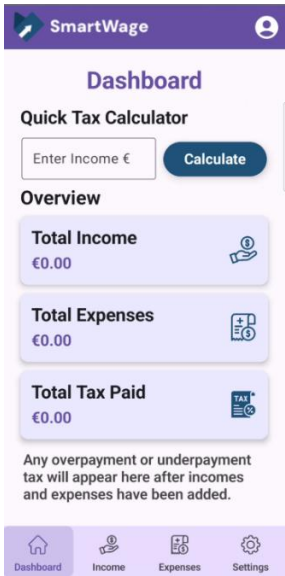 SmartWage
Dashboard
Quick Tax Calculator
Enter Income €
Calculate
Overview
Total Income
€0.00
Total Expenses
€0.00
Total Tax Paid
€0.00
TAX
Any overpayment or underpayment
tax will appear here after incomes
and expenses have been added.
Dashboard Income Expenses Settings